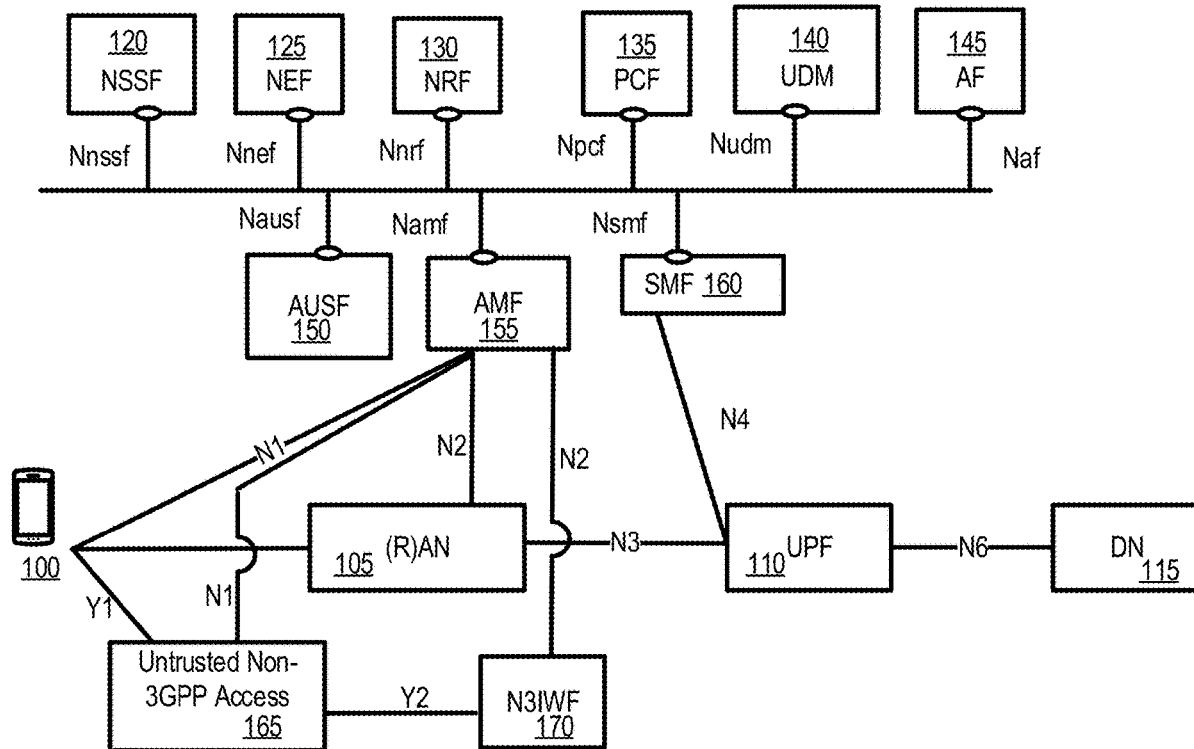 120
NSSF
125
NEF
130
NRF
135
PCF
140
UDM
145
AF
Nnssf
Nnef
Nnrf
Npcf
Nudm
Naf
Nausf
Namf
Nsmf
AUSF
150
AMF
155
SMF 160
N1
N2
N2
N4
100
(R)AN
105
N3
UPF
110
N6
DN
115
Y1
N1
Untrusted Non-
3GPP Access
165
Y2
N3IWF
170